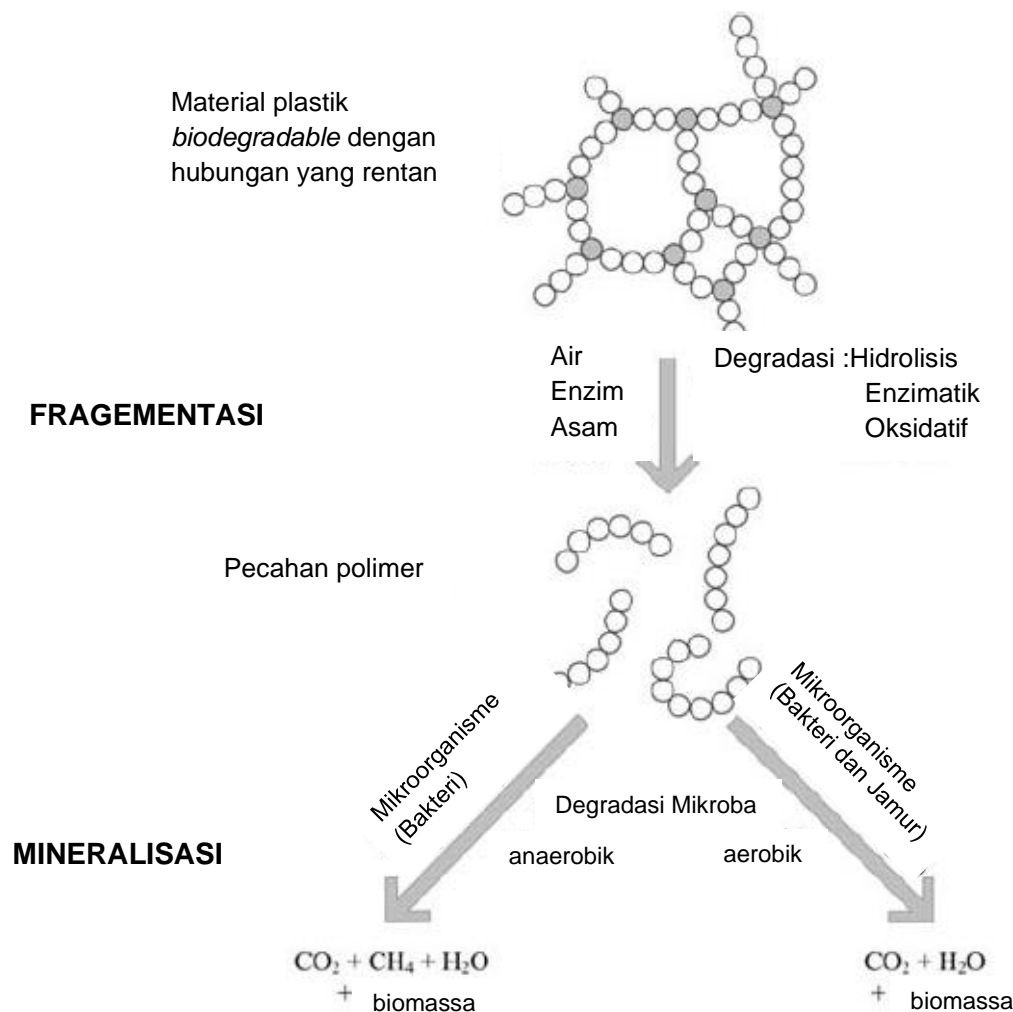 Material plastik
biodegradable dengan
hubungan yang rentan
Air
Enzim
Asam
Degradasi :Hidrolisis
Enzimatik
Oksidatif
FRAGEMENTASI
Pecahan polimer
Mikroorganisme
(Bakteri)
Mikroorganisme
(Bakteri dan Jamur)
Degradasi Mikroba
anaerobik
aerobik
MINERALISASI
CO₂ + CH₄ + H₂O
+ biomassa
CO₂ + H₂O
+ biomassa